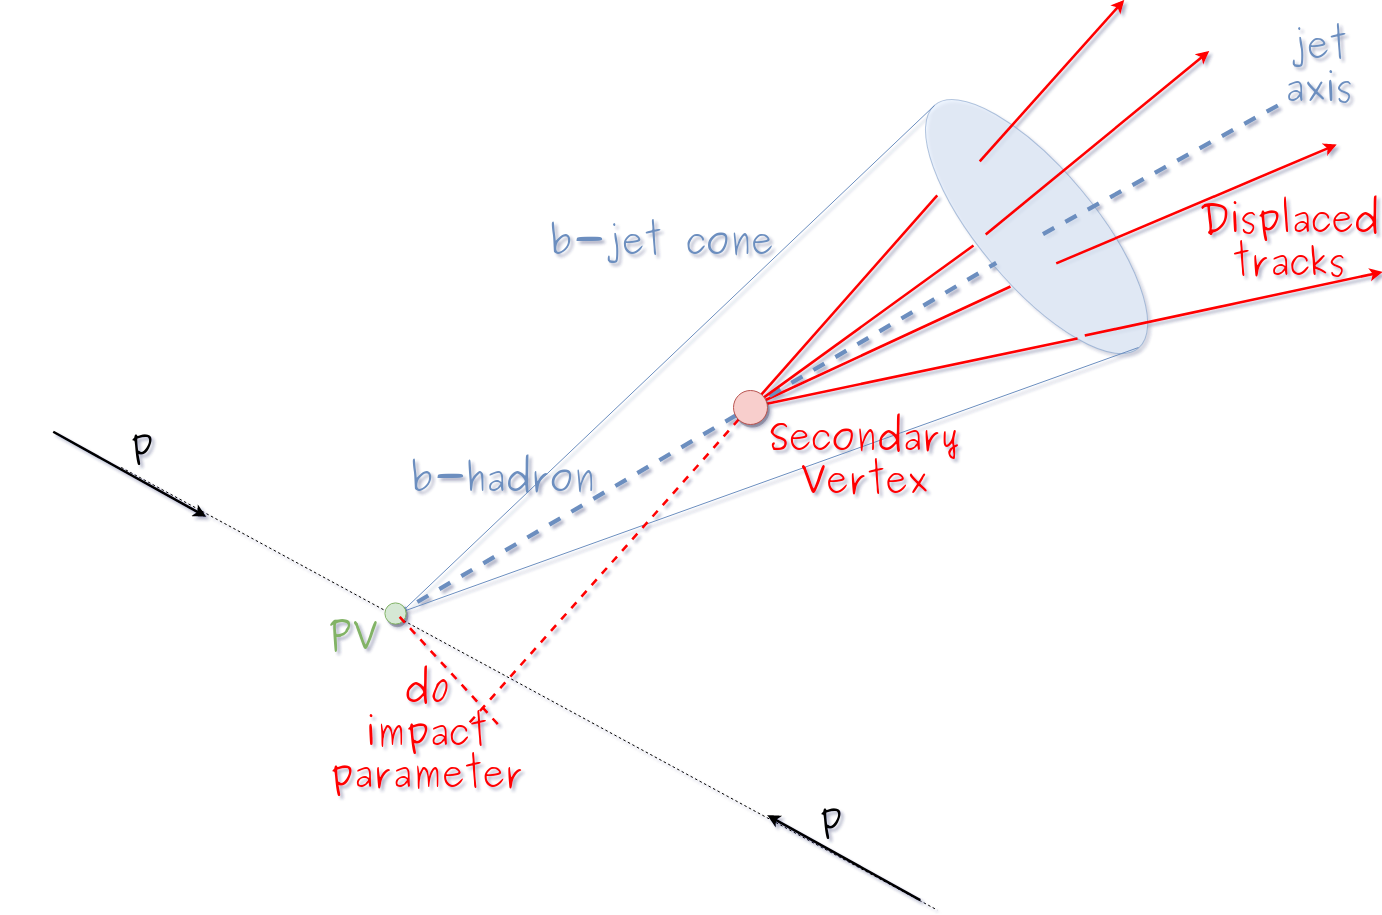 jet
axis
Displaced
tracks
b-jet cone
Secondary
Vertex
p
b-hadron
PV
do
impact
parameter
p